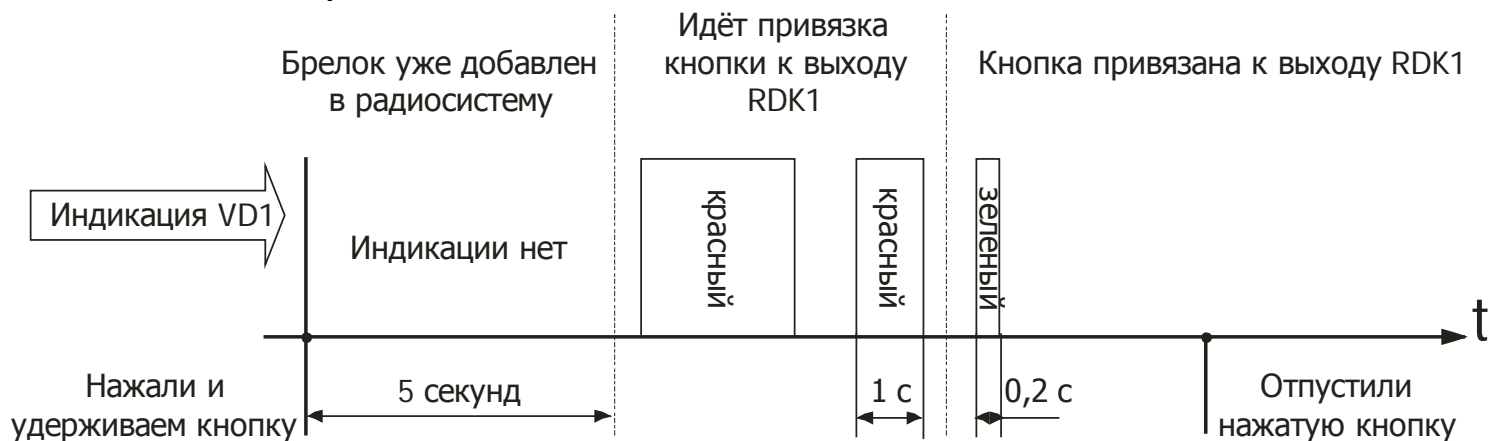 Идёт привязка
кнопки к выходу
RDK1
Брелок уже добавлен
в радиосистему
Кнопка привязана к выходу RDK1
Индикация VD1
Индикации нет
красный
красный
зеленый
t
Нажали и
удерживаем кнопку
5 секунд
1 с
0,2 с
Отпустили
нажатую кнопку